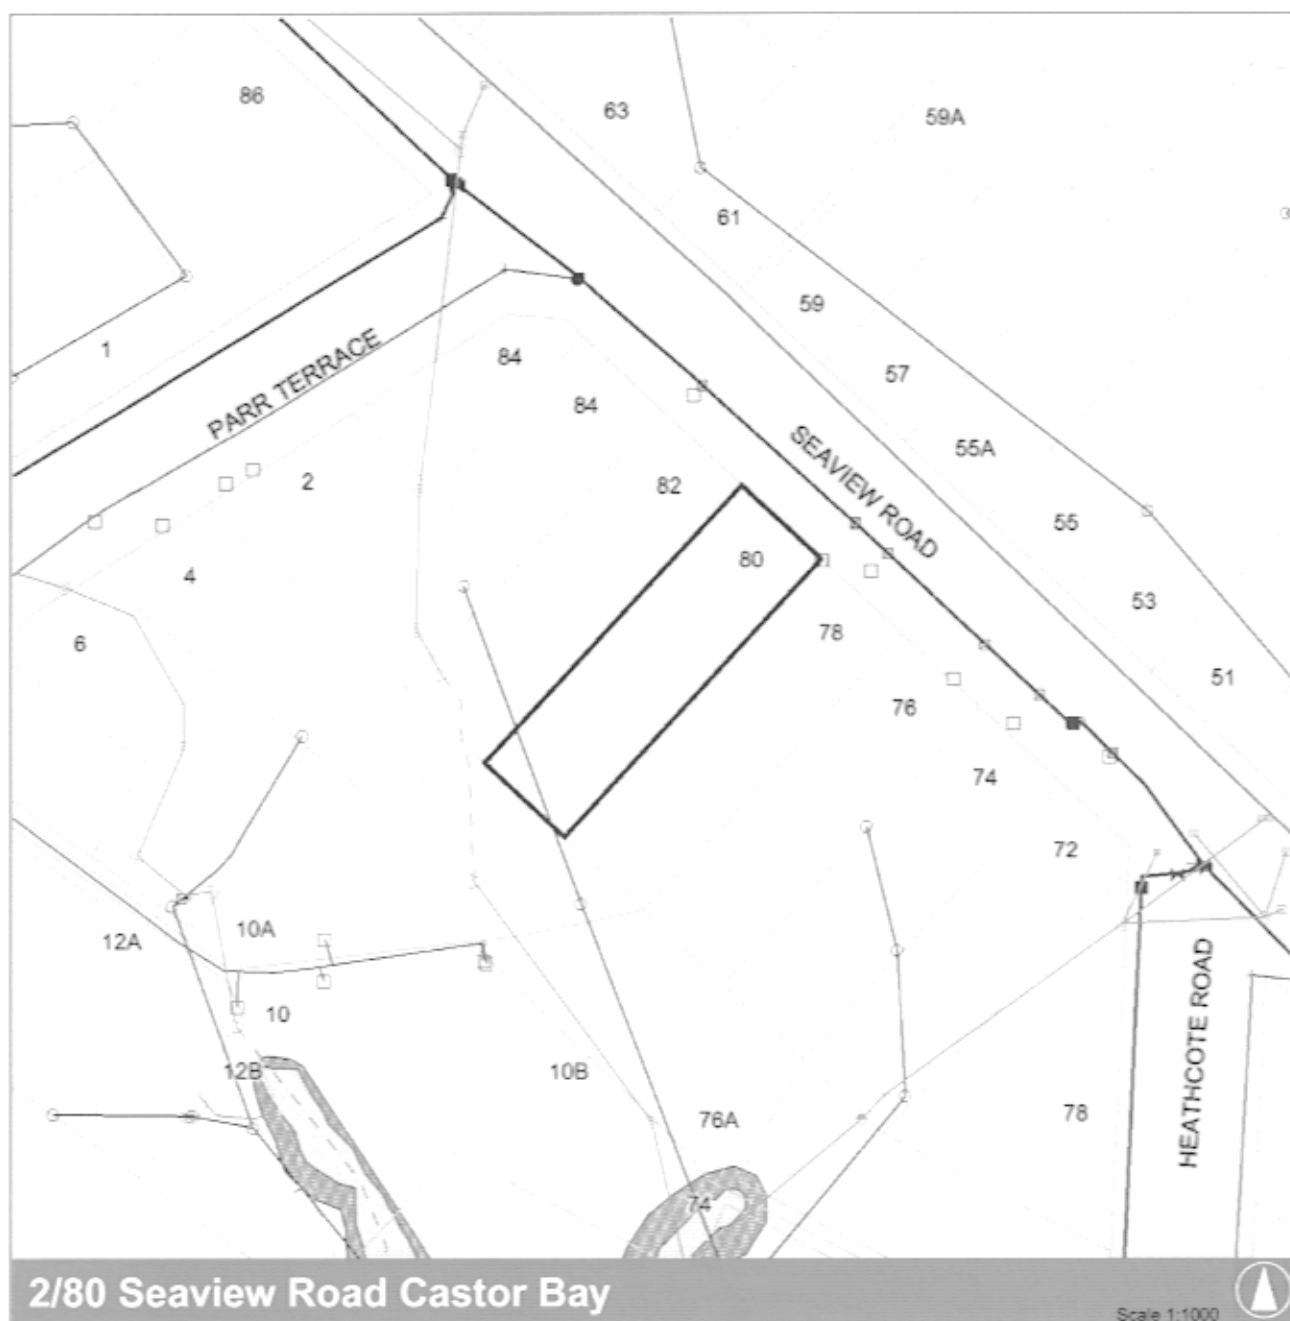 86
63
59A
61
59
1
PARR TERRACE
84
57
84
SEAVIEW ROAD
55A
2
82
55
80
4
53
6
78
51
76
74
72
12A
10A
10
HEATHCOTE ROAD
12B
10B
76A
78
74
2/80 Seaview Road Castor Bay
Scale 1:1000